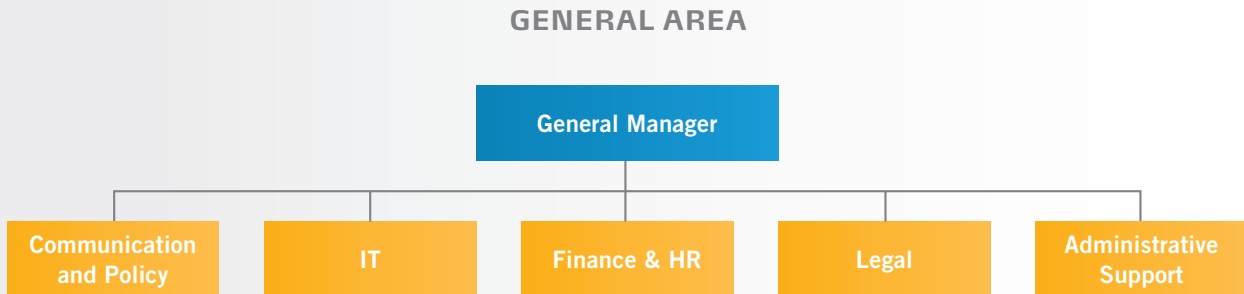 GENERAL AREA
General Manager
Communication
and Policy
IT
Finance & HR
Legal
Administrative
Support